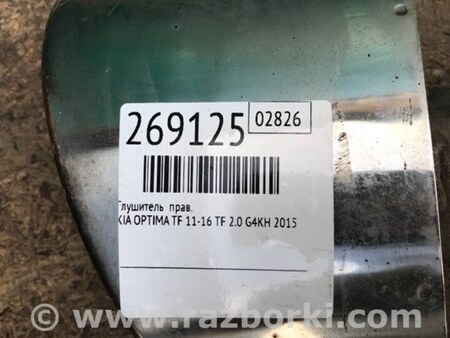 269125
02826
Глушитель прав.
KIA OPTIMA TF 11-16 TF 2.0 G4KH 2015
© www.razborki.com